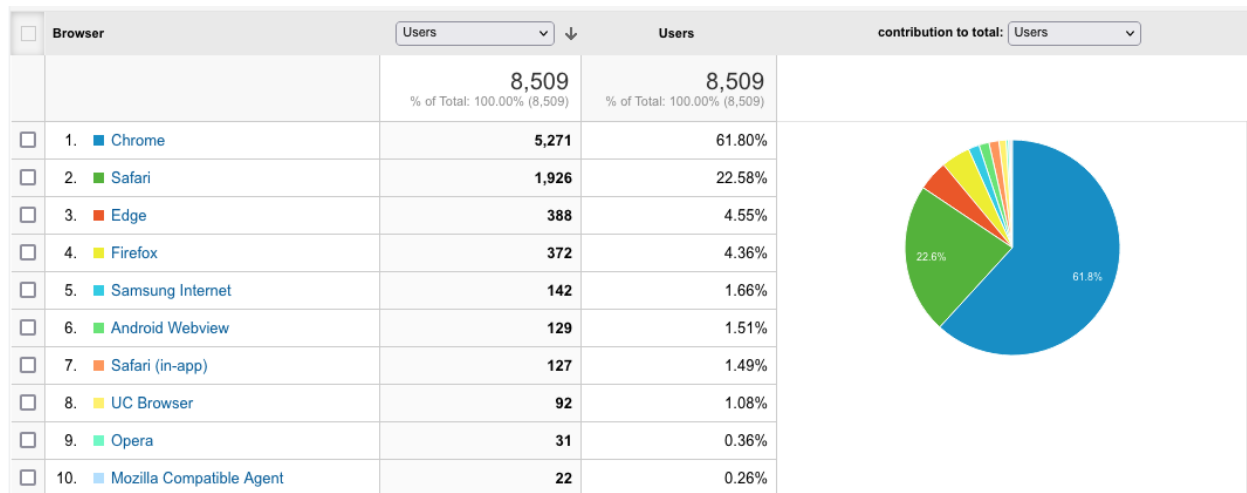 Browser Users Users contribution to total: Users
8,509 8,509
% of Total: 100.00% (8,509) % of Total: 100.00% (8,509)
1. Chrome 5,271 61.80%
2. Safari 1,926 22.58%
3. Edge 388 4.55%
4. Firefox 372 4.36%
5. Samsung Internet 142 1.66%
6. Android Webview 129 1.51%
7. Safari (in-app) 127 1.49%
8. UC Browser 92 1.08%
9. Opera 31 0.36%
10. Mozilla Compatible Agent 22 0.26%
22.6%
61.8%